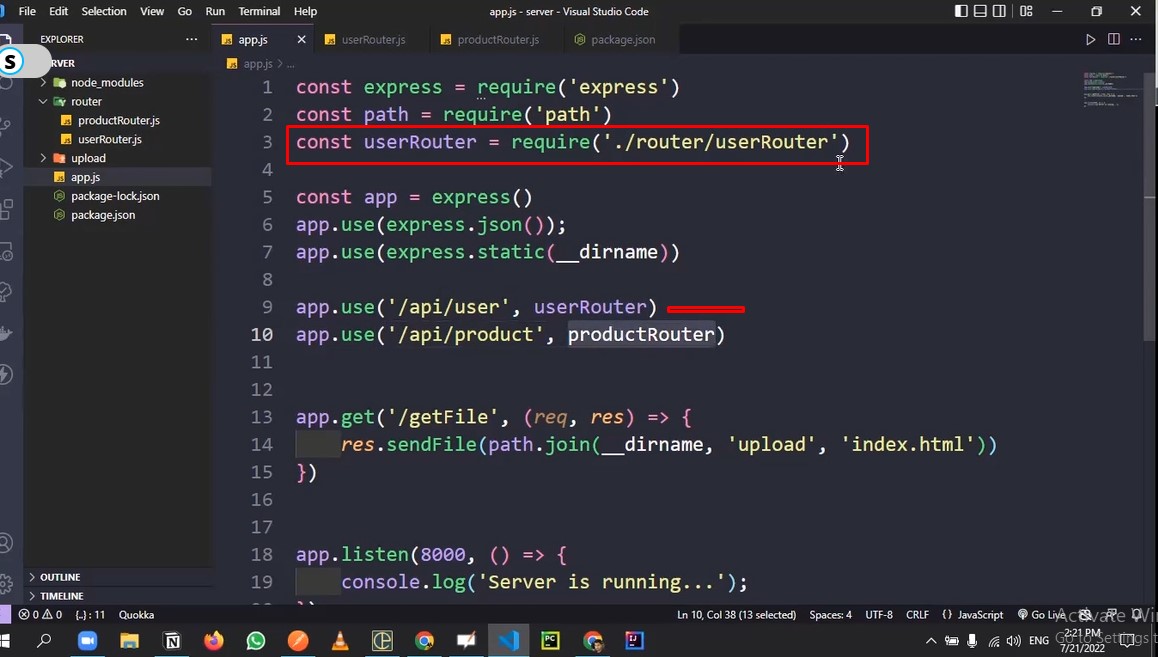 File Edit Selection View Go Run Terminal Help
app.js - server - Visual Studio Code
EXPLORER ...
app.js
userRouter.js
productRouter.js
package.json
S
app.js > ...
node_modules
router
productRouter.js
userRouter.js
upload
app.js
package-lock.json
package.json
OUTLINE
TIMELINE
1 const express = require('express')
2 const path = require('path')
3 const userRouter = require('./router/userRouter')
4
5 const app = express()
6 app.use(express.json());
7 app.use(express.static(__dirname))
8
9 app.use('/api/user', userRouter)
10 app.use('/api/product', productRouter)
11
12
13 app.get('/getFile', (req, res) => {
14 res.sendFile(path.join(__dirname, 'upload', 'index.html'))
15 })
16
17
18 app.listen(8000, () => {
19 console.log('Server is running...');
0 0 {..} : 11 Quokka
Ln 10, Col 38 (13 selected) Spaces: 4 UTF-8 CRLF {} JavaScript Go Live
Activate Win
Go to Settings t
ENG
2:21 PM
7/21/2022